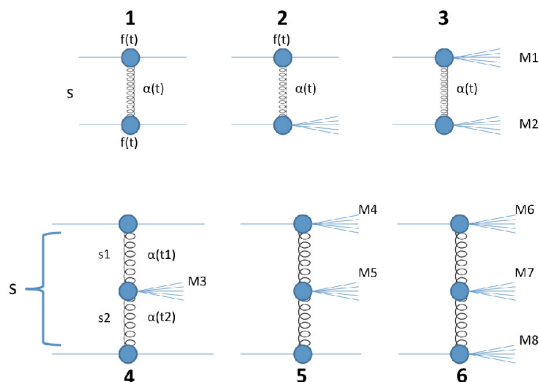 1 2 3
f(t) f(t)
M1
S α(t) α(t) α(t)
f(t) M2
M4 M6
s1 α(t1)
M3 M5 M7
S
s2 α(t2)
M8
4 5 6